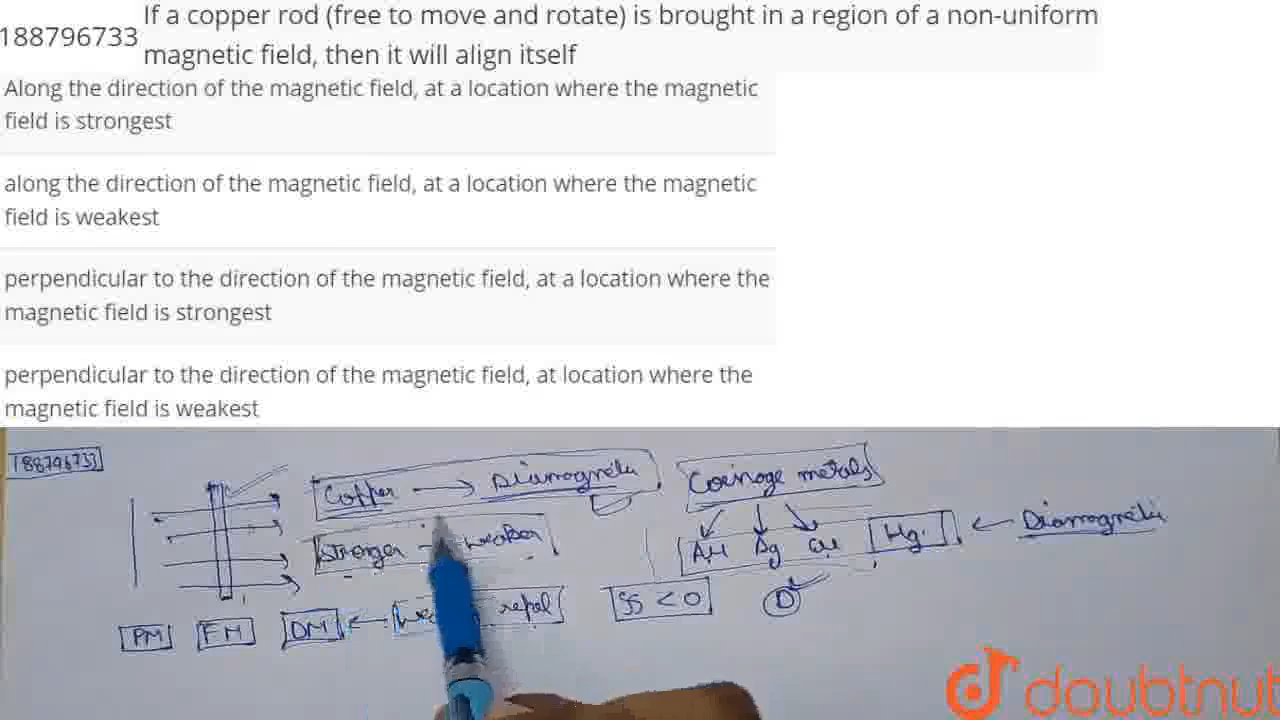 188796733 If a copper rod (free to move and rotate) is brought in a region of a non-uniform
magnetic field, then it will align itself
Along the direction of the magnetic field, at a location where the magnetic
field is strongest
along the direction of the magnetic field, at a location where the magnetic
field is weakest
perpendicular to the direction of the magnetic field, at a location where the
magnetic field is strongest
perpendicular to the direction of the magnetic field, at location where the
magnetic field is weakest
188796733
Copper → Diamagnetic
Coinage metals
Stronger → weaker
Au Ag Cu Hg. ← Diamagnetic
PM FM DM ← repel
< 0
D
doubtnut